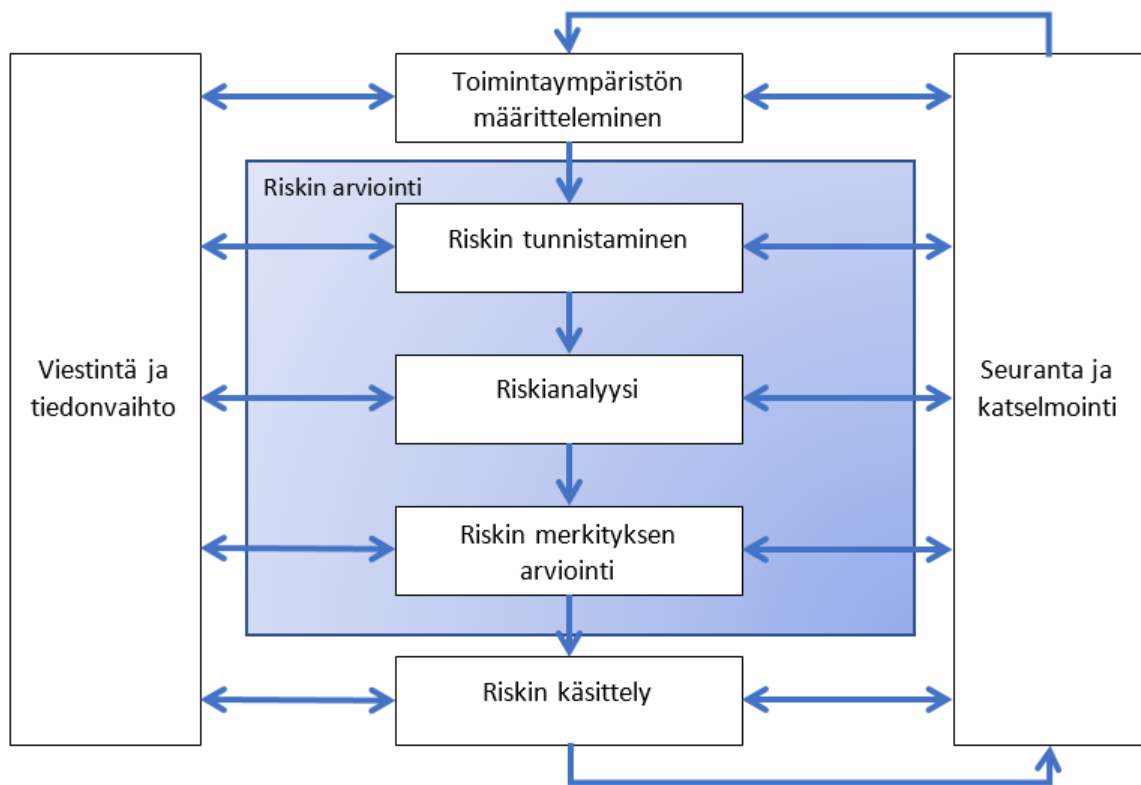 Toimintaympäristön
määritteleminen
Riskin arviointi
Riskin tunnistaminen
Viestintä ja
tiedonvaihto
Riskianalyysi
Seuranta ja
katselmointi
Riskin merkityksen
arviointi
Riskin käsittely